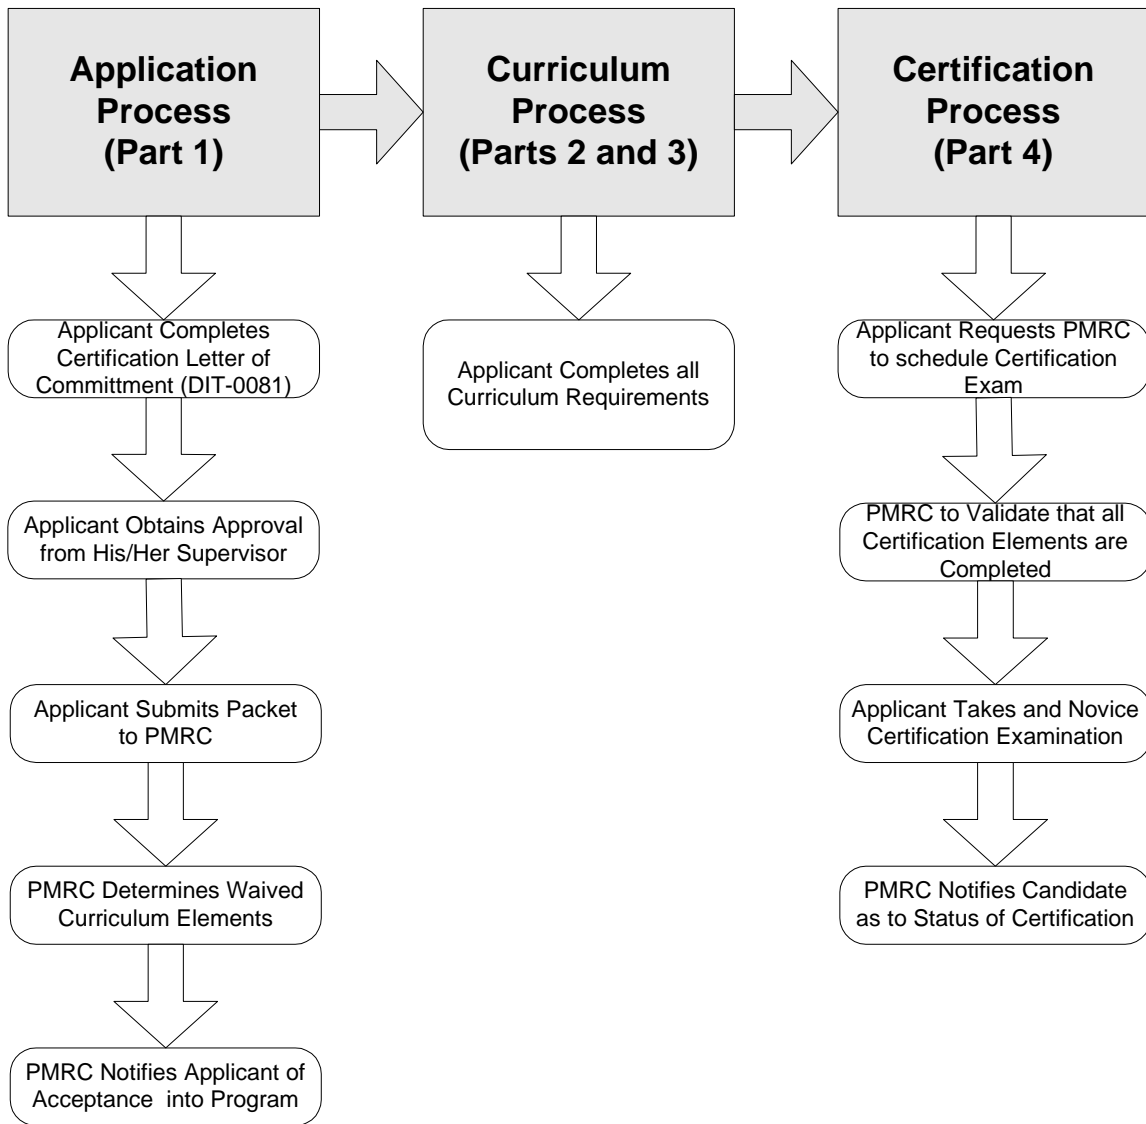 Application
Process
(Part 1)
Curriculum
Process
(Parts 2 and 3)
Certification
Process
(Part 4)
Applicant Completes
Certification Letter of
Committment (DIT-0081)
Applicant Obtains Approval
from His/Her Supervisor
Applicant Submits Packet
to PMRC
PMRC Determines Waived
Curriculum Elements
PMRC Notifies Applicant of
Acceptance into Program
Applicant Completes all
Curriculum Requirements
Applicant Requests PMRC
to schedule Certification
Exam
PMRC to Validate that all
Certification Elements are
Completed
Applicant Takes and Novice
Certification Examination
PMRC Notifies Candidate
as to Status of Certification